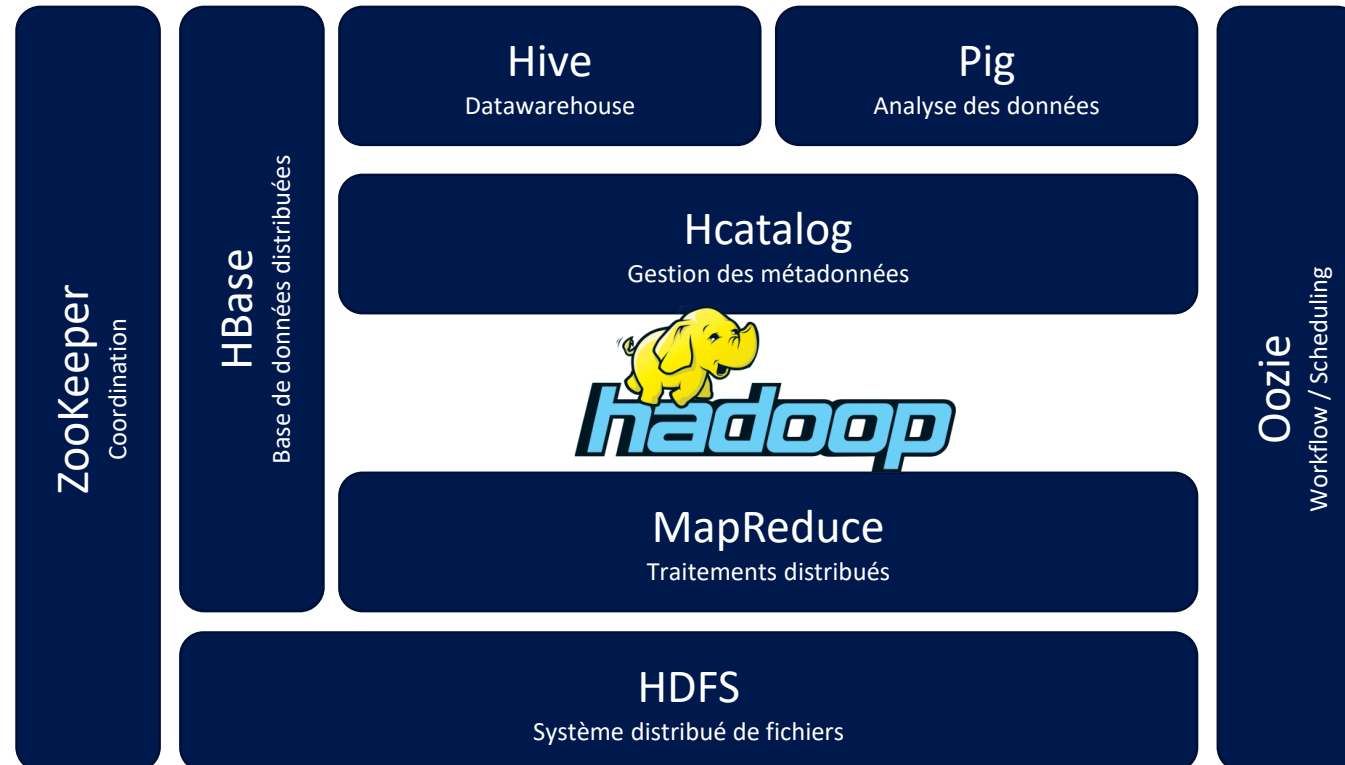 ZooKeeper
Coordination
HBase
Base de données distribuées
Hive
Datawarehouse
Pig
Analyse des données
Hcatalog
Gestion des métadonnées
hadoop
MapReduce
Traitements distribués
HDFS
Système distribué de fichiers
Oozie
Workflow / Scheduling